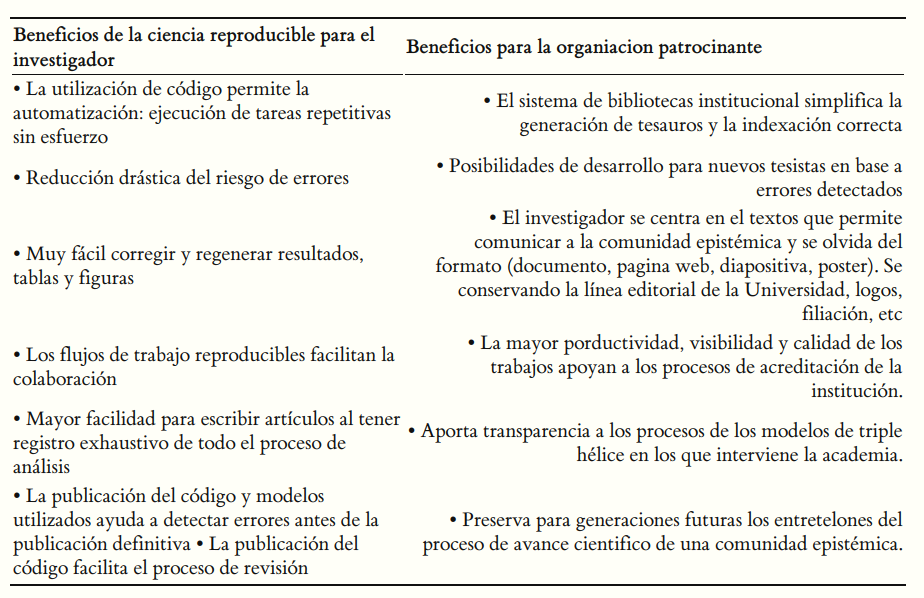 Beneficios de la ciencia reproducible para el
investigador
Beneficios para la organiacion patrocinante
• La utilización de código permite la
automatización: ejecución de tareas repetitivas
sin esfuerzo
• El sistema de bibliotecas institucional simplifica la
generación de tesauros y la indexación correcta
• Reducción drástica del riesgo de errores
• Posibilidades de desarrollo para nuevos tesistas en base a
errores detectados
• Muy fácil corregir y regenerar resultados,
tablas y figuras
• El investigador se centra en el textos que permite
comunicar a la comunidad epistémica y se olvida del
formato (documento, pagina web, diapositiva, poster). Se
conservando la línea editorial de la Universidad, logos,
filiación, etc
• Los flujos de trabajo reproducibles facilitan la
colaboración
• La mayor porductividad, visibilidad y calidad de los
trabajos apoyan a los procesos de acreditación de la
institución.
• Mayor facilidad para escribir artículos al tener
registro exhaustivo de todo el proceso de
análisis
• Aporta transparencia a los procesos de los modelos de triple
hélice en los que interviene la academia.
• La publicación del código y modelos
utilizados ayuda a detectar errores antes de la
publicación definitiva • La publicación del
código facilita el proceso de revisión
• Preserva para generaciones futuras los entretelones del
proceso de avance cientifico de una comunidad epistémica.